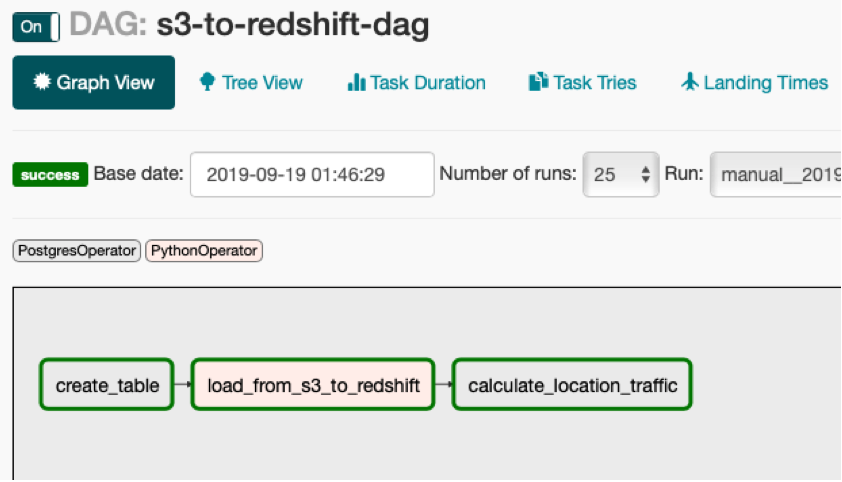 On DAG: s3-to-redshift-dag
Graph View Tree View Task Duration Task Tries Landing Times
success Base date: 2019-09-19 01:46:29 Number of runs: 25 Run: manual__2019
PostgresOperator PythonOperator
create_table load_from_s3_to_redshift calculate_location_traffic